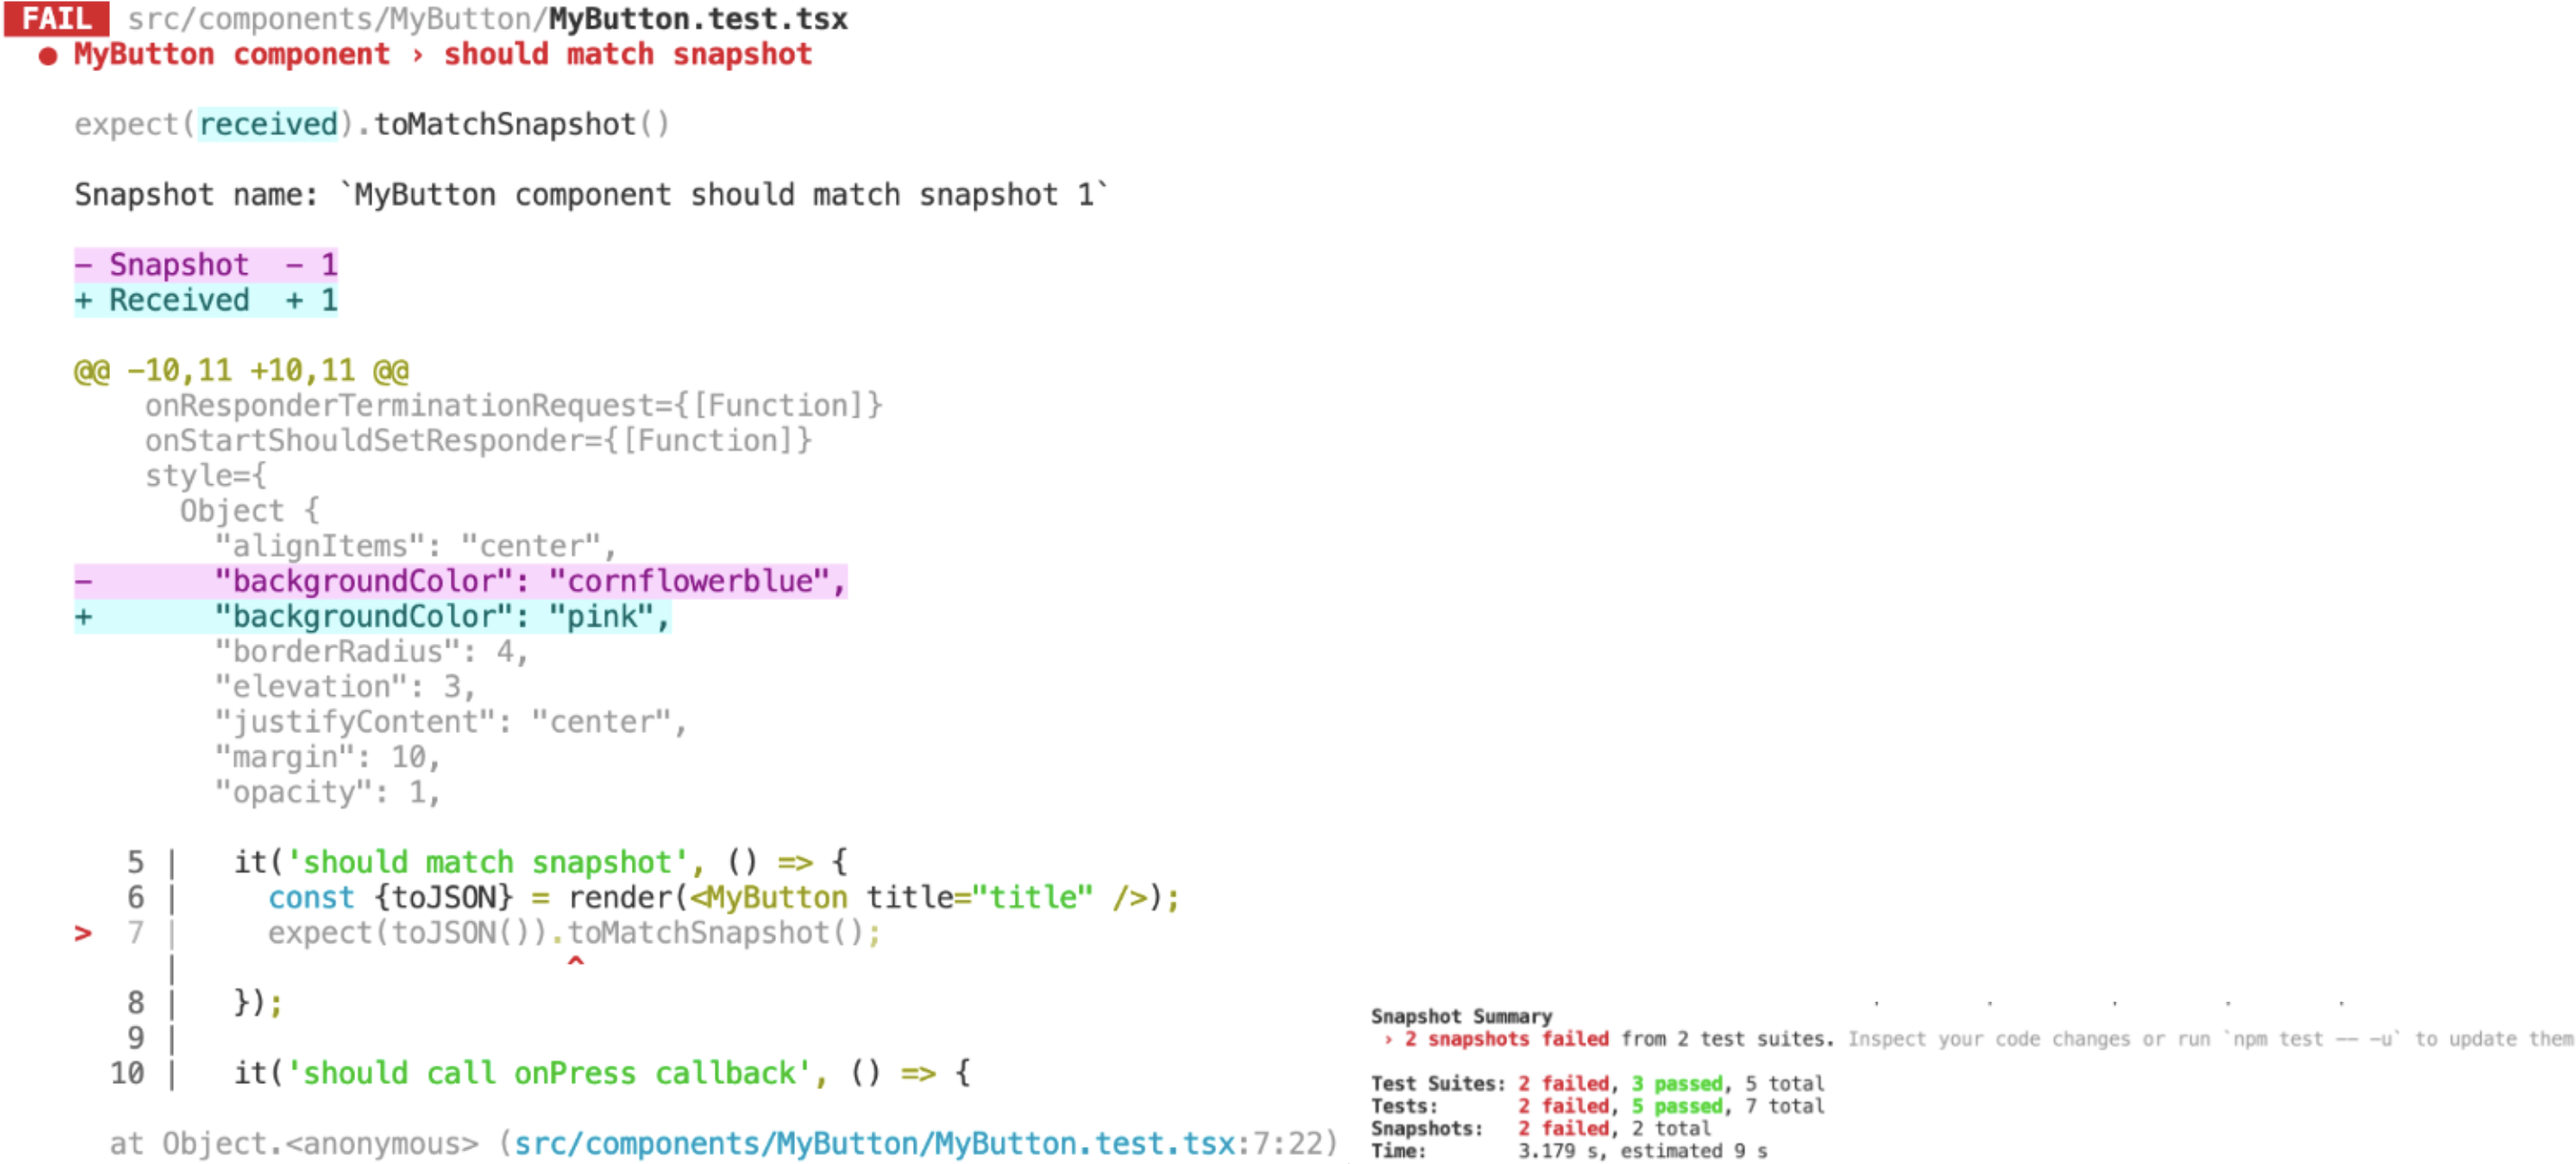 FAIL src/components/MyButton/MyButton.test.tsx
● MyButton component › should match snapshot
expect(received).toMatchSnapshot()
Snapshot name: `MyButton component should match snapshot 1`
- Snapshot  - 1
+ Received  + 1
@@ -10,11 +10,11 @@
onResponderTerminationRequest={[Function]}
onStartShouldSetResponder={[Function]}
style={
Object {
"alignItems": "center",
-       "backgroundColor": "cornflowerblue",
+       "backgroundColor": "pink",
"borderRadius": 4,
"elevation": 3,
"justifyContent": "center",
"margin": 10,
"opacity": 1,
5 |   it('should match snapshot', () => {
6 |     const {toJSON} = render(<MyButton title="title" />);
> 7 |     expect(toJSON()).toMatchSnapshot();
|                      ^
8 |   });
9 |
10 |   it('should call onPress callback', () => {
at Object.<anonymous> (src/components/MyButton/MyButton.test.tsx:7:22)
Snapshot Summary
› 2 snapshots failed from 2 test suites. Inspect your code changes or run `npm test -- -u` to update them
Test Suites: 2 failed, 3 passed, 5 total
Tests:       2 failed, 5 passed, 7 total
Snapshots:   2 failed, 2 total
Time:        3.179 s, estimated 9 s